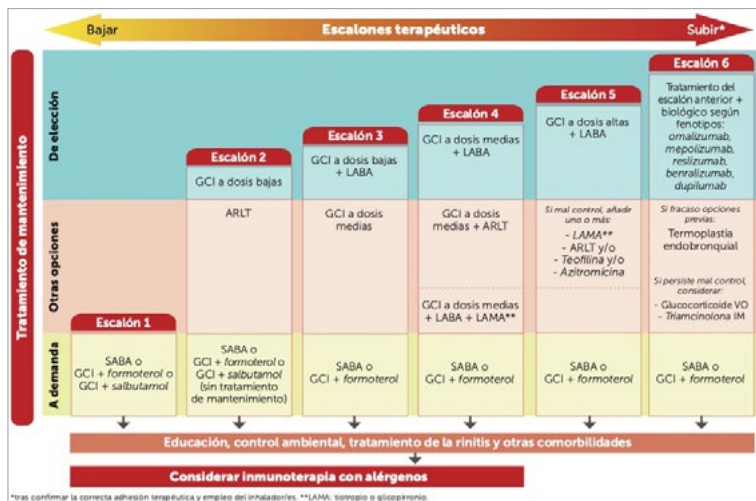 Bajar
Escalones terapéuticos
Subir*
Tratamiento de mantenimiento
De elección
Otras opciones
A demanda
Escalón 1
SABA o
GCI + formoterol o
GCI + salbutamol
Escalón 2
GCI a dosis bajas
ARLT
SABA o
GCI + formoterol o
GCI + salbutamol
(sin tratamiento
de mantenimiento)
Escalón 3
GCI a dosis bajas
+ LABA
GCI a dosis
medias
SABA o
GCI + formoterol
Escalón 4
GCI a dosis medias
+ LABA
GCI a dosis
medias + ARLT
GCI a dosis medias
+ LABA + LAMA**
SABA o
GCI + formoterol
Escalón 5
GCI a dosis altas
+ LABA
Si mal control, añadir
uno o más:
- LAMA**
- ARLT y/o
- Teofilina y/o
- Azitromicina
SABA o
GCI + formoterol
Escalón 6
Tratamiento del
escalón anterior +
biológico según
fenotipos:
omalizumab,
mepolizumab,
reslizumab,
benralizumab,
dupilumab
Si fracaso opciones
previas:
Termoplastia
endobronquial
Si persiste mal control,
considerar:
- Glucocorticoide VO
- Triamcinolona IM
SABA o
GCI + formoterol
Educación, control ambiental, tratamiento de la rinitis y otras comorbilidades
Considerar inmunoterapia con alérgenos
*tras confirmar la correcta adhesión terapéutica y empleo del inhalador/es. **LAMA: tiotropio o glicopirronio.